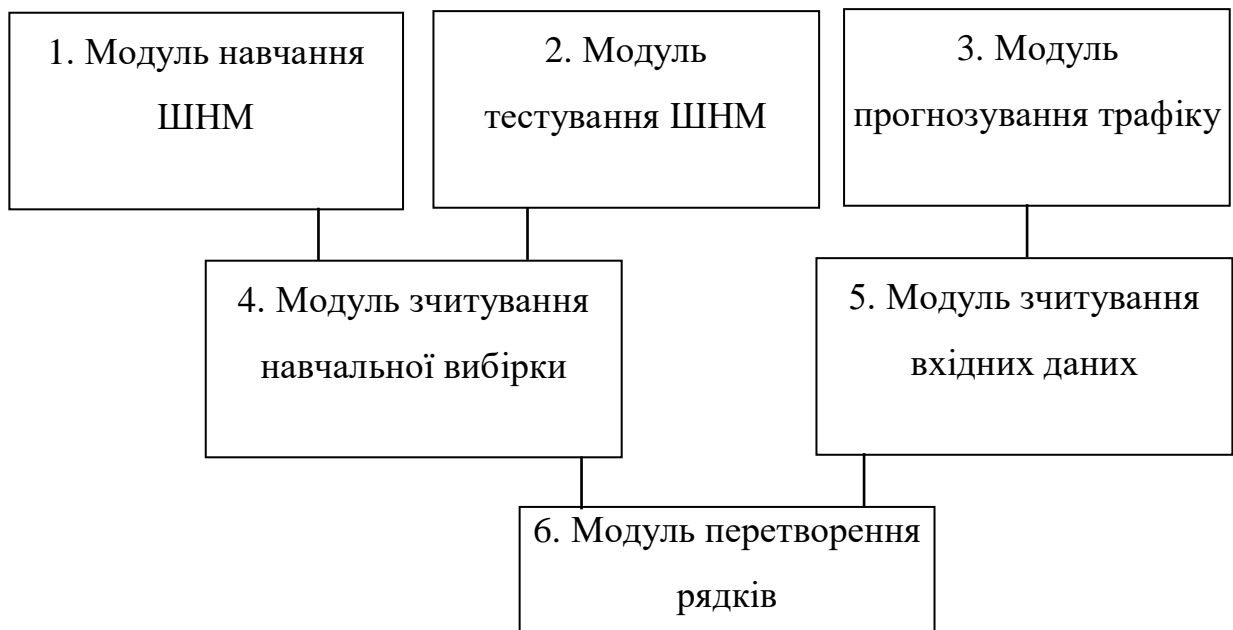 1. Модуль навчання
ШНМ
2. Модуль
тестування ШНМ
3. Модуль
прогнозування трафіку
4. Модуль зчитування
навчальної вибірки
5. Модуль зчитування
вхідних даних
6. Модуль перетворення
рядків